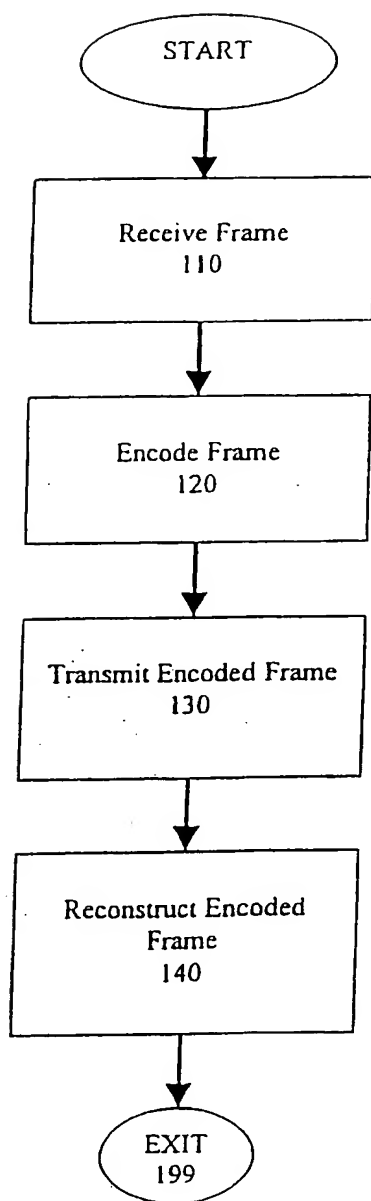 START
Receive Frame
110
Encode Frame
120
Transmit Encoded Frame
130
Reconstruct Encoded
Frame
140
EXIT
199